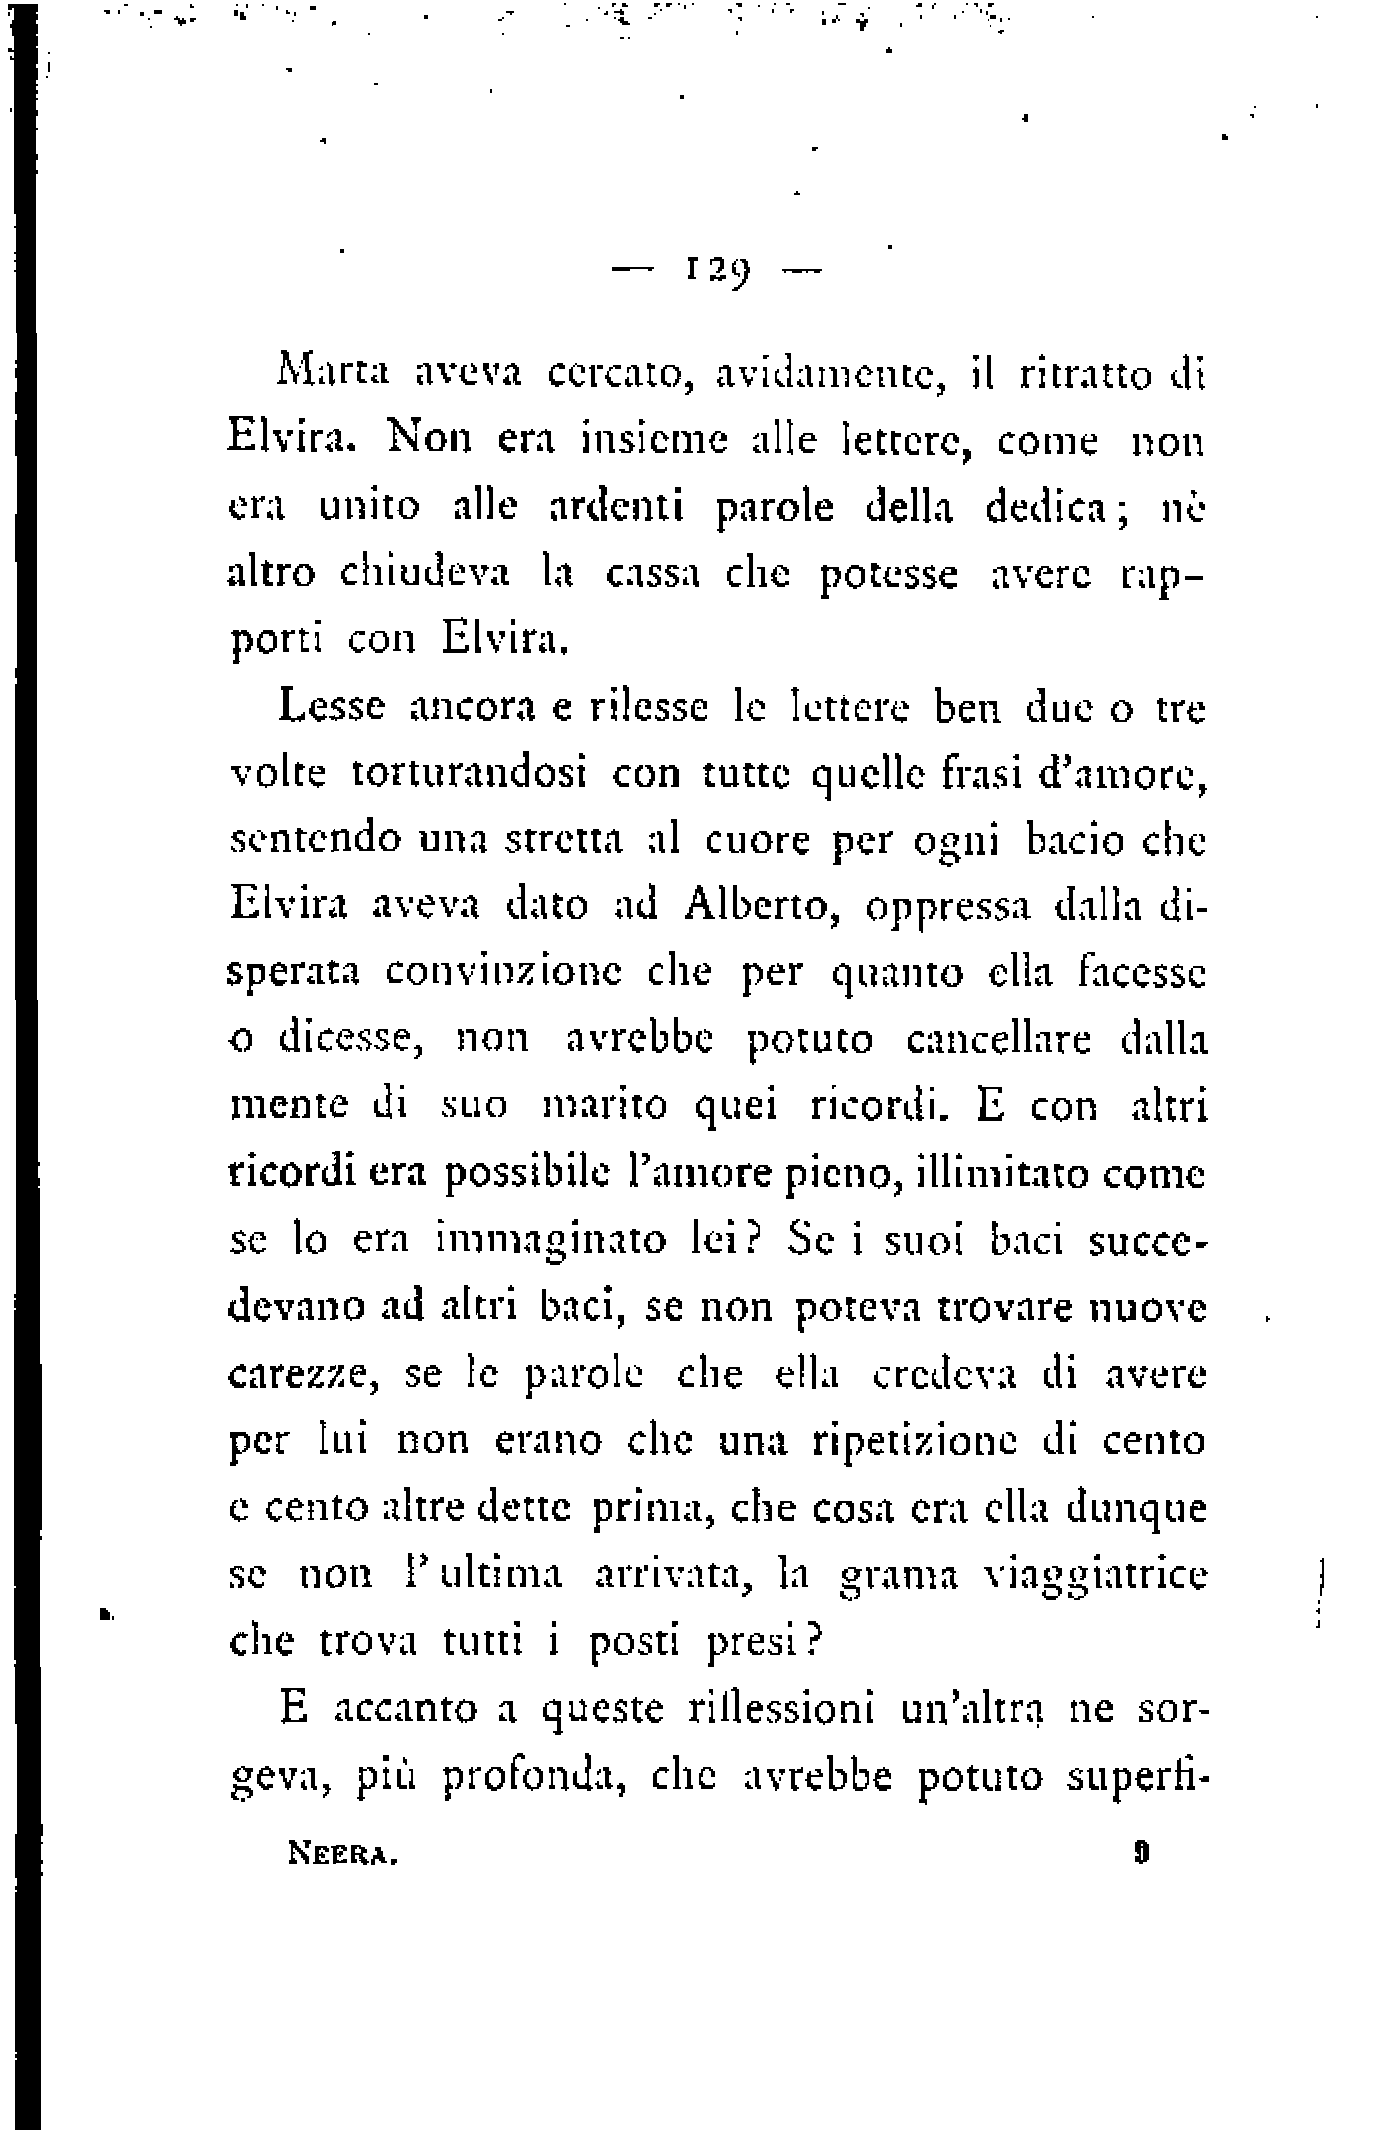 — 129 —
Marta aveva cercato, avidamente, il ritratto di
Elvira. Non era insieme alle lettere, come non
era unito alle ardenti parole della dedica; nè
altro chiudeva la cassa che potesse avere rap-
porti con Elvira.
Lesse ancora e rilesse le lettere ben due o tre
volte torturandosi con tutte quelle frasi d'amore,
sentendo una stretta al cuore per ogni bacio che
Elvira aveva dato ad Alberto, oppressa dalla di-
sperata convinzione che per quanto ella facesse
o dicesse, non avrebbe potuto cancellare dalla
mente di suo marito quei ricordi. E con altri
ricordi era possibile l'amore pieno, illimitato come
se lo era immaginato lei? Se i suoi baci succe-
devano ad altri baci, se non poteva trovare nuove
carezze, se le parole che ella credeva di avere
per lui non erano che una ripetizione di cento
e cento altre dette prima, che cosa era ella dunque
se non l'ultima arrivata, la grama viaggiatrice
che trova tutti i posti presi?
E accanto a queste riflessioni un'altra ne sor-
geva, più profonda, che avrebbe potuto superfi-
NEERA. 9